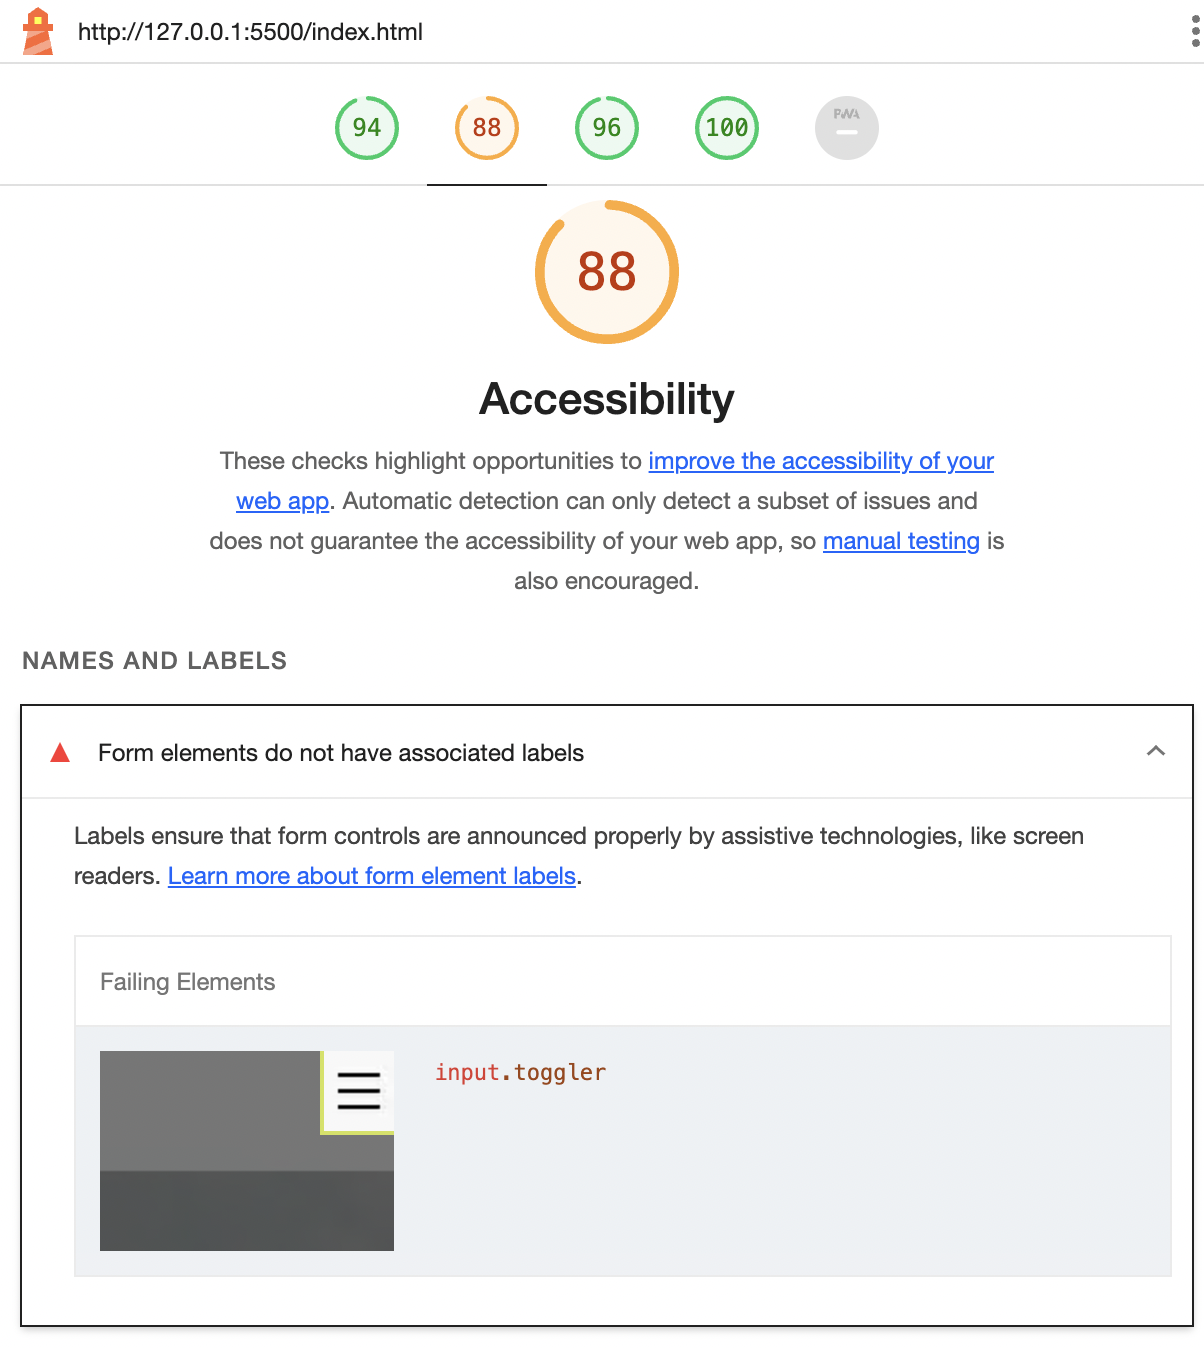 http://127.0.0.1:5500/index.html
94
88
96
100
PWA
88
Accessibility
These checks highlight opportunities to improve the accessibility of your
web app. Automatic detection can only detect a subset of issues and
does not guarantee the accessibility of your web app, so manual testing is
also encouraged.
NAMES AND LABELS
Form elements do not have associated labels
Labels ensure that form controls are announced properly by assistive technologies, like screen
readers. Learn more about form element labels.
Failing Elements
input.toggler